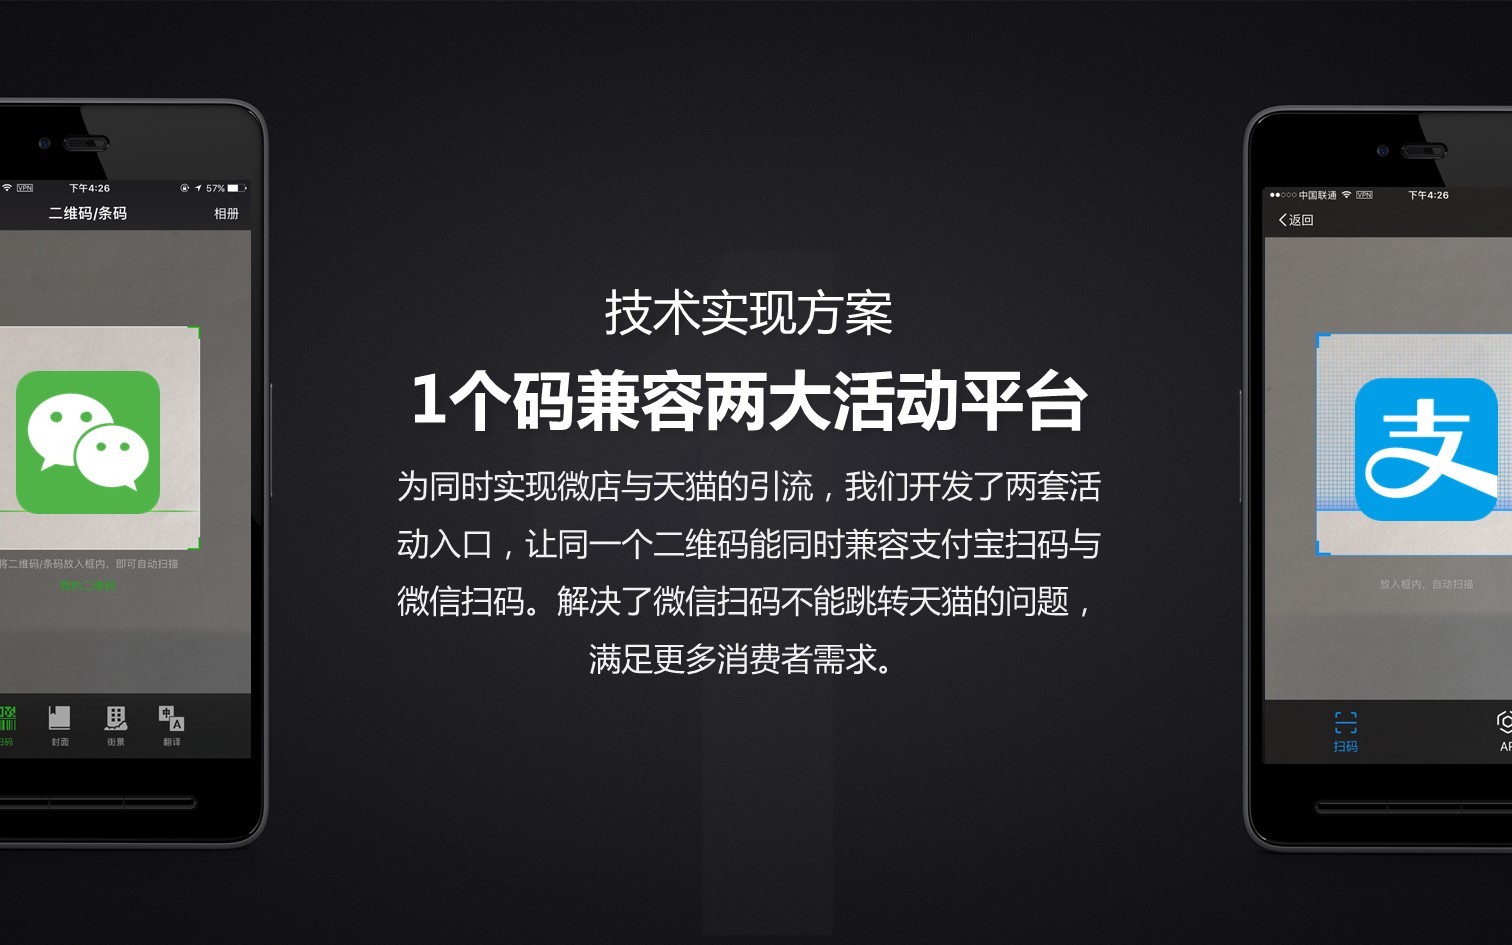 VPN 下午4:26 57%
二维码/条码 相册
将二维码/条码放入框内，即可自动扫描
我的二维码
扫码 封面 街景 翻译
技术实现方案
1个码兼容两大活动平台
为同时实现微店与天猫的引流，我们开发了两套活
动入口，让同一个二维码能同时兼容支付宝扫码与
微信扫码。解决了微信扫码不能跳转天猫的问题，
满足更多消费者需求。
中国联通 VPN 下午4:26
返回
支
放入框内，自动扫描
扫码